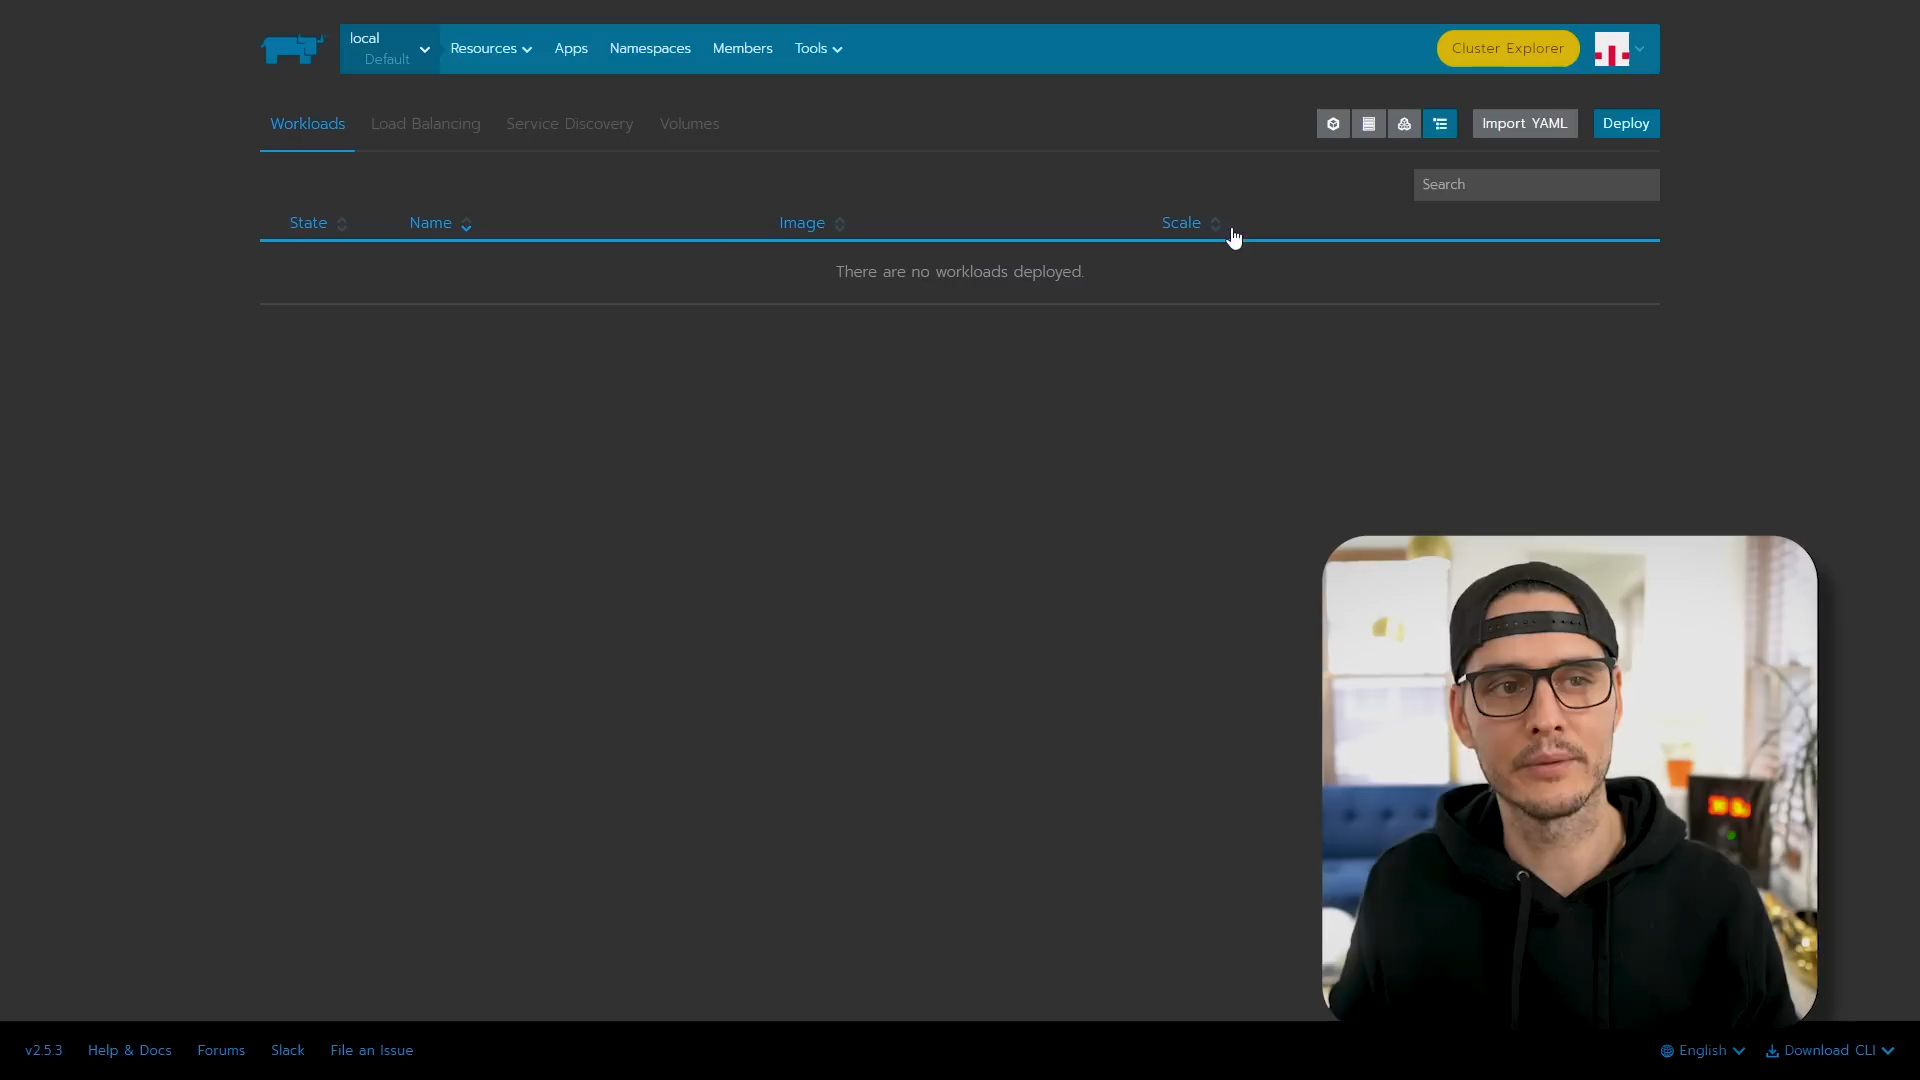 local
Default
Resources
Apps
Namespaces
Members
Tools
Cluster Explorer
Workloads
Load Balancing
Service Discovery
Volumes
Import YAML
Deploy
Search
State
Name
Image
Scale
There are no workloads deployed.
v2.5.3
Help & Docs
Forums
Slack
File an Issue
English
Download CLI